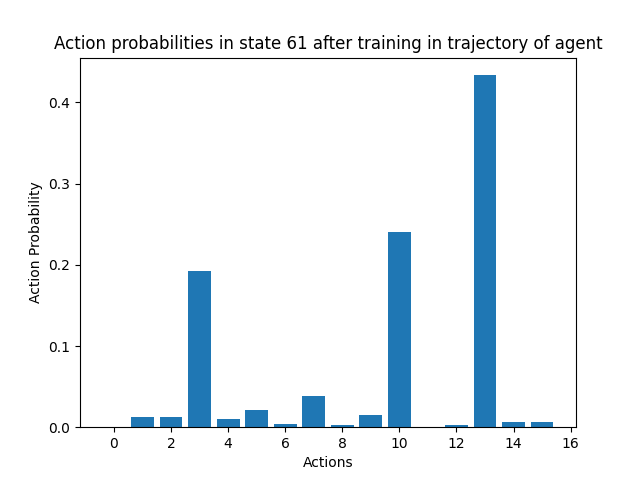 Action probabilities in state 61 after training in trajectory of agent
0.4
0.3
0.2
0.1
0.0
Action Probability
0 2 4 6 8 10 12 14 16
Actions